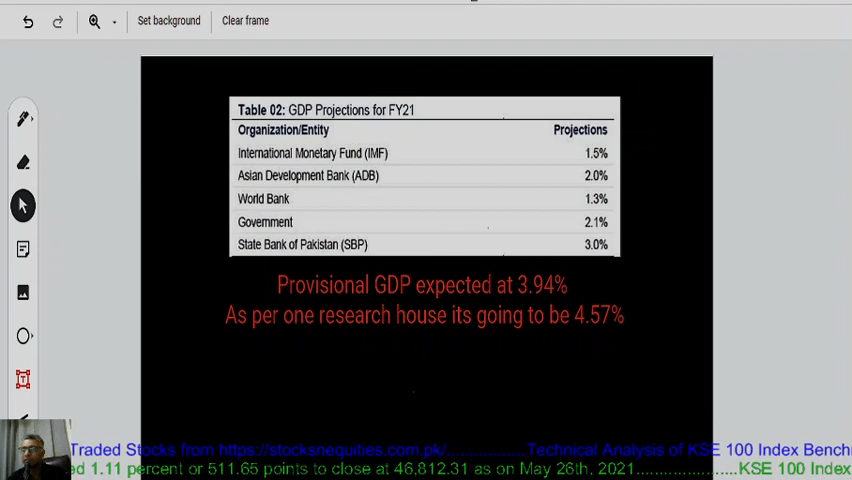 Set background
Clear frame
Table 02: GDP Projections for FY21
Organization/Entity Projections
International Monetary Fund (IMF) 1.5%
Asian Development Bank (ADB) 2.0%
World Bank 1.3%
Government 2.1%
State Bank of Pakistan (SBP) 3.0%
Provisional GDP expected at 3.94%
As per one research house its going to be 4.57%
Traded Stocks from https://stocksnequities.com.pk/..................Technical Analysis of KSE 100 Index Bench
ed 1.11 percent or 511.65 points to close at 46,812.31 as on May 26th, 2021.......................KSE 100 Index